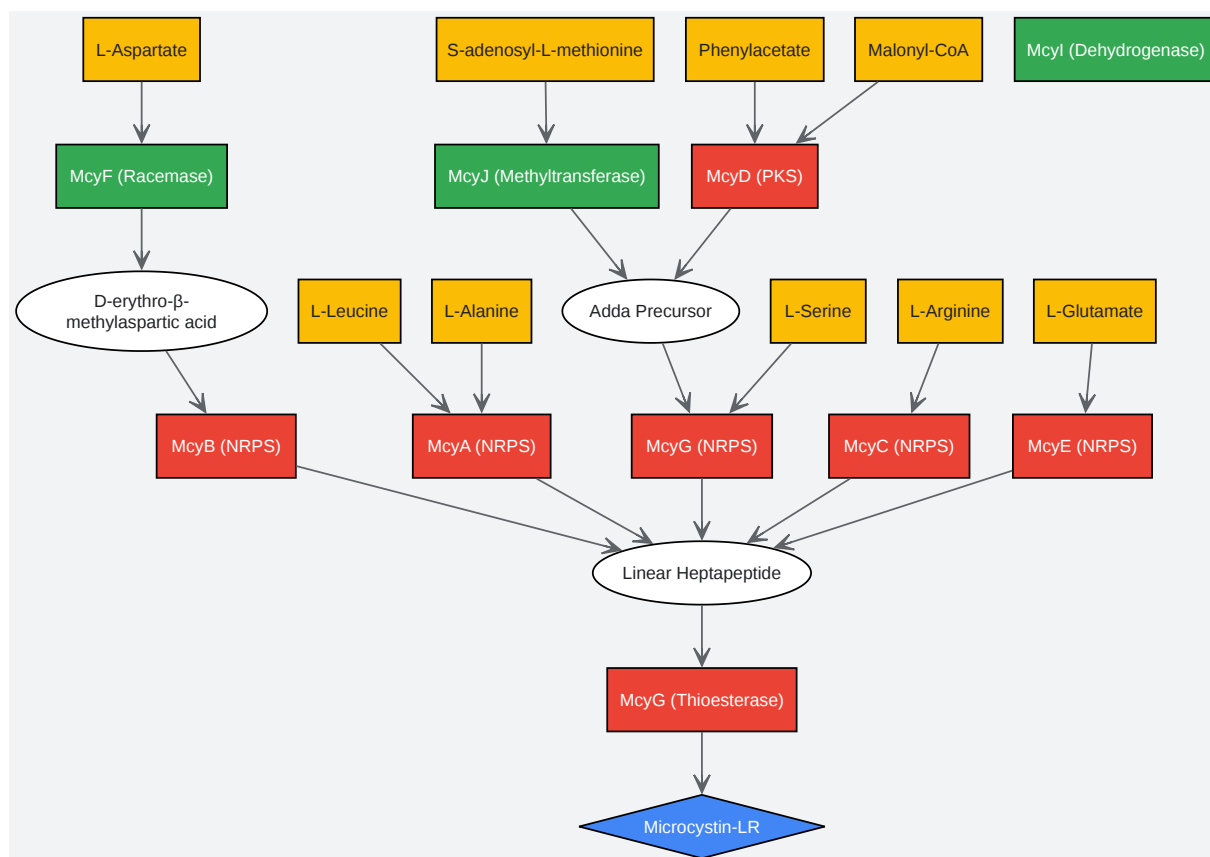 L-Aspartate
S-adenosyl-L-methionine
Phenylacetate
Malonyl-CoA
McyI (Dehydrogenase)
McyF (Racemase)
McyJ (Methyltransferase)
McyD (PKS)
D-erythro-β-
methylaspartic acid
L-Leucine
L-Alanine
Adda Precursor
L-Serine
L-Arginine
L-Glutamate
McyB (NRPS)
McyA (NRPS)
McyG (NRPS)
McyC (NRPS)
McyE (NRPS)
Linear Heptapeptide
McyG (Thioesterase)
Microcystin-LR